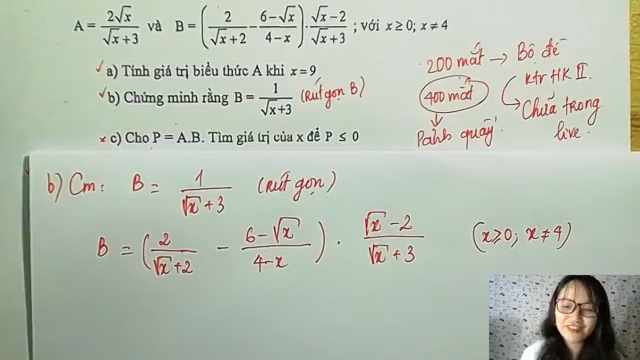 A = 2√x / (√x+3) và B = (2/(√x+2) − (6−√x)/(4−x)) · (√x−2)/(√x+3) ; với x ≥ 0; x ≠ 4
a) Tính giá trị biểu thức A khi x = 9
b) Chứng minh rằng B = 1/(√x+3) (Rút gọn B)
c) Cho P = A.B. Tìm giá trị của x để P ≤ 0
200 mắt → Bộ đề
ktr HK II.
400 mắt
Chữa trong
live.
quẩy!
b) Cm: B = 1/(√x+3) (rút gọn)
B = (2/(√x+2) − (6−√x)/(4−x)) · (√x−2)/(√x+3) (x≥0; x≠4)